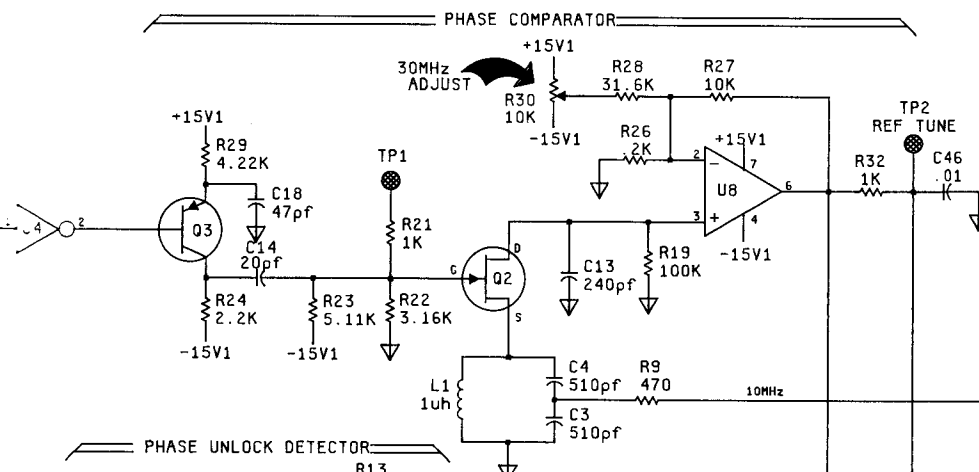 PHASE COMPARATOR
+15V1
30MHz
ADJUST
R30
10K
-15V1
R28
31.6K
R27
10K
R26
.2K
+15V1
2
7
U8
6
3
4
-15V1
TP2
REF TUNE
R32
1K
C46
.01
+15V1
R29
4.22K
C18
47pf
2
Q3
C14
20pf
R24
2.2K
-15V1
TP1
R21
1K
R23
5.11K
-15V1
R22
3.16K
G
D
Q2
S
C13
240pf
R19
100K
L1
1uh
C4
510pf
C3
510pf
R9
470
10MHz
PHASE UNLOCK DETECTOR
R13